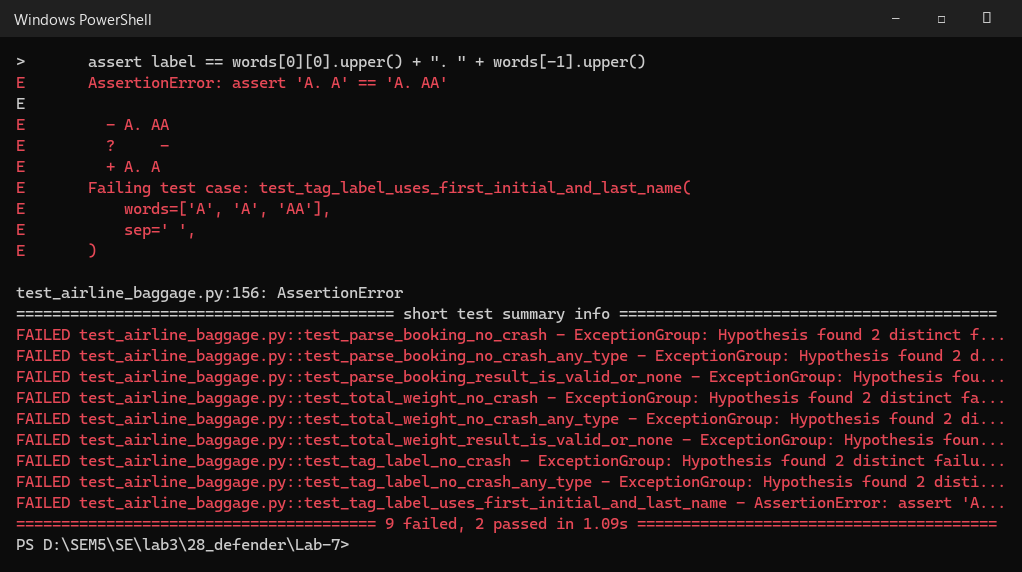 Windows PowerShell
> assert label == words[0][0].upper() + ". " + words[-1].upper()
E AssertionError: assert 'A. A' == 'A. AA'
E
E - A. AA
E ? -
E + A. A
E Failing test case: test_tag_label_uses_first_initial_and_last_name(
E words=['A', 'A', 'AA'],
E sep=' ',
E )
test_airline_baggage.py:156: AssertionError
========================================== short test summary info ==========================================
FAILED test_airline_baggage.py::test_parse_booking_no_crash - ExceptionGroup: Hypothesis found 2 distinct f...
FAILED test_airline_baggage.py::test_parse_booking_no_crash_any_type - ExceptionGroup: Hypothesis found 2 d...
FAILED test_airline_baggage.py::test_parse_booking_result_is_valid_or_none - ExceptionGroup: Hypothesis fou...
FAILED test_airline_baggage.py::test_total_weight_no_crash - ExceptionGroup: Hypothesis found 2 distinct fa...
FAILED test_airline_baggage.py::test_total_weight_no_crash_any_type - ExceptionGroup: Hypothesis found 2 di...
FAILED test_airline_baggage.py::test_total_weight_result_is_valid_or_none - ExceptionGroup: Hypothesis foun...
FAILED test_airline_baggage.py::test_tag_label_no_crash - ExceptionGroup: Hypothesis found 2 distinct failu...
FAILED test_airline_baggage.py::test_tag_label_no_crash_any_type - ExceptionGroup: Hypothesis found 2 disti...
FAILED test_airline_baggage.py::test_tag_label_uses_first_initial_and_last_name - AssertionError: assert 'A...
======================================== 9 failed, 2 passed in 1.09s ========================================
PS D:\SEM5\SE\lab3\28_defender\Lab-7>